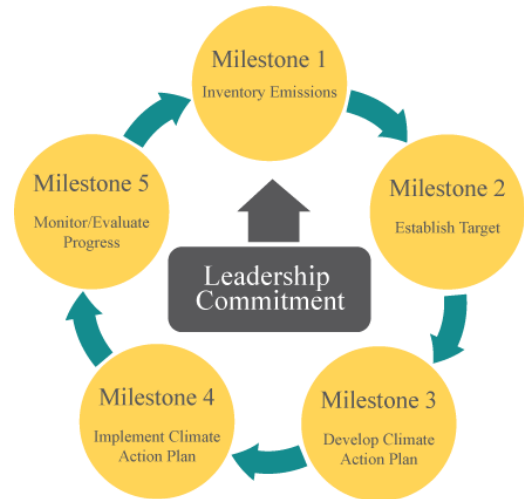 Milestone 1
Inventory Emissions
Milestone 2
Establish Target
Milestone 3
Develop Climate
Action Plan
Milestone 4
Implement Climate
Action Plan
Milestone 5
Monitor/Evaluate
Progress
Leadership
Commitment